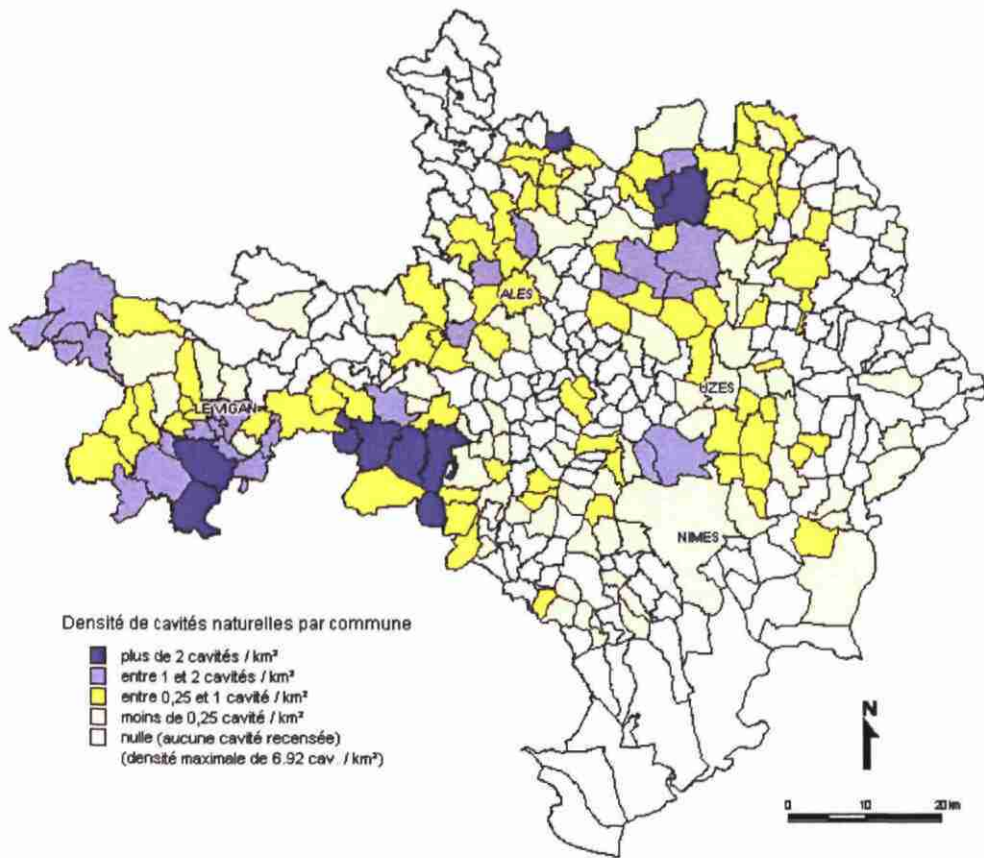 ALES
UZES
LE VIGAN
NIMES
Densité de cavités naturelles par commune
plus de 2 cavités / km²
entre 1 et 2 cavités / km²
entre 0,25 et 1 cavité / km²
moins de 0,25 cavité / km²
nulle (aucune cavité recensée)
(densité maximale de 6.92 cav. / km²)
N
0 10 20 km